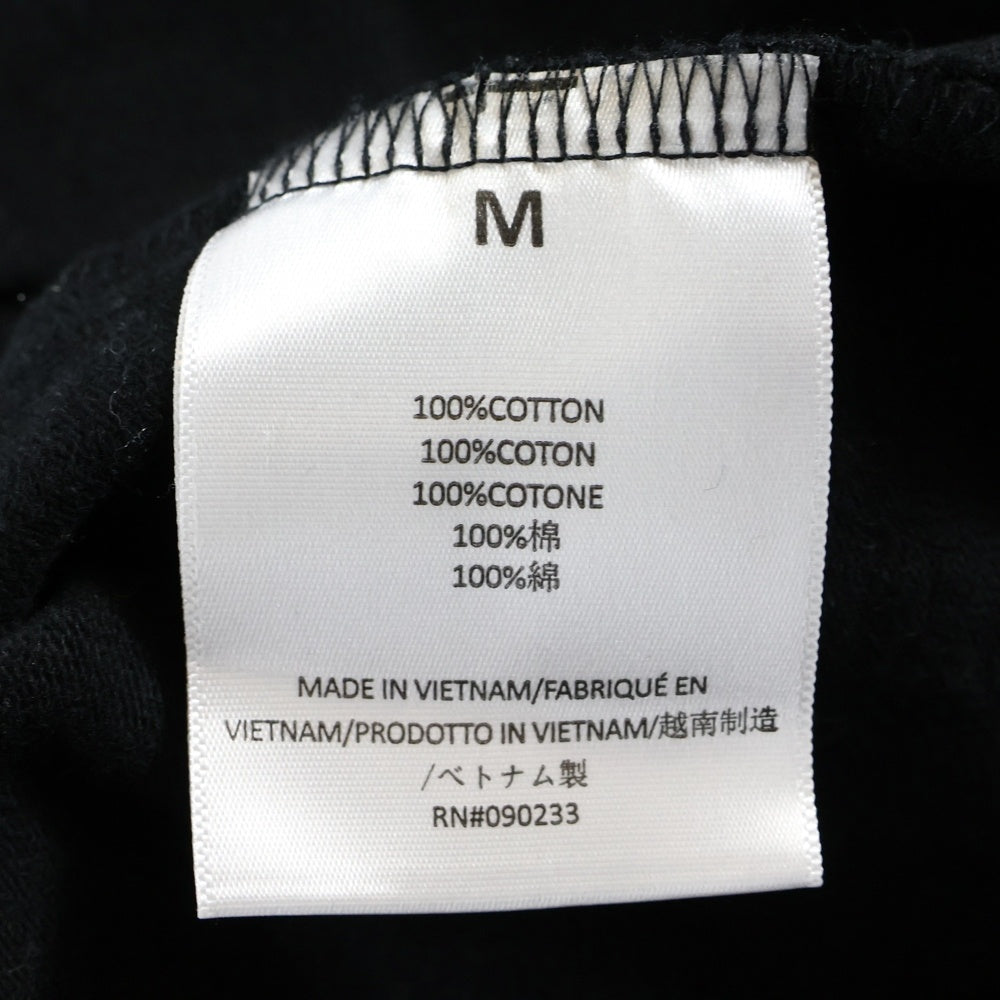 M
100%COTTON
100%COTON
100%COTONE
100%棉
100%綿
MADE IN VIETNAM/FABRIQUÉ EN
VIETNAM/PRODOTTO IN VIETNAM/越南制造
/ベトナム製
RN#090233